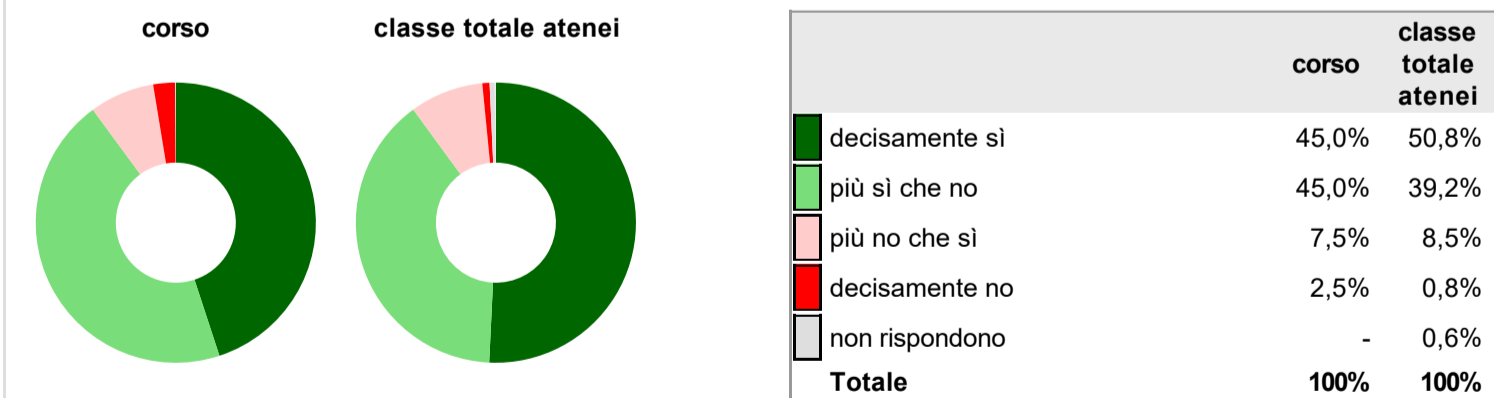 corso classe totale atenei
corso classe totale atenei
decisamente sì 45,0% 50,8%
più sì che no 45,0% 39,2%
più no che sì 7,5% 8,5%
decisamente no 2,5% 0,8%
non rispondono - 0,6%
Totale 100% 100%